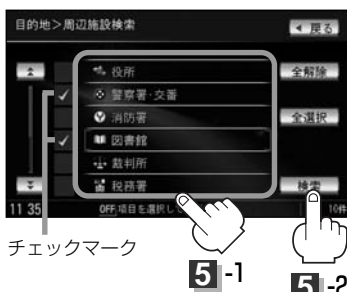 目的地>周辺施設検索
戻る
役所
全解除
警察署・交番
消防署
全選択
図書館
裁判所
税務署
検索
11 35
OFF:項目を選択して
10件
チェックマーク
5 -1
5 -2